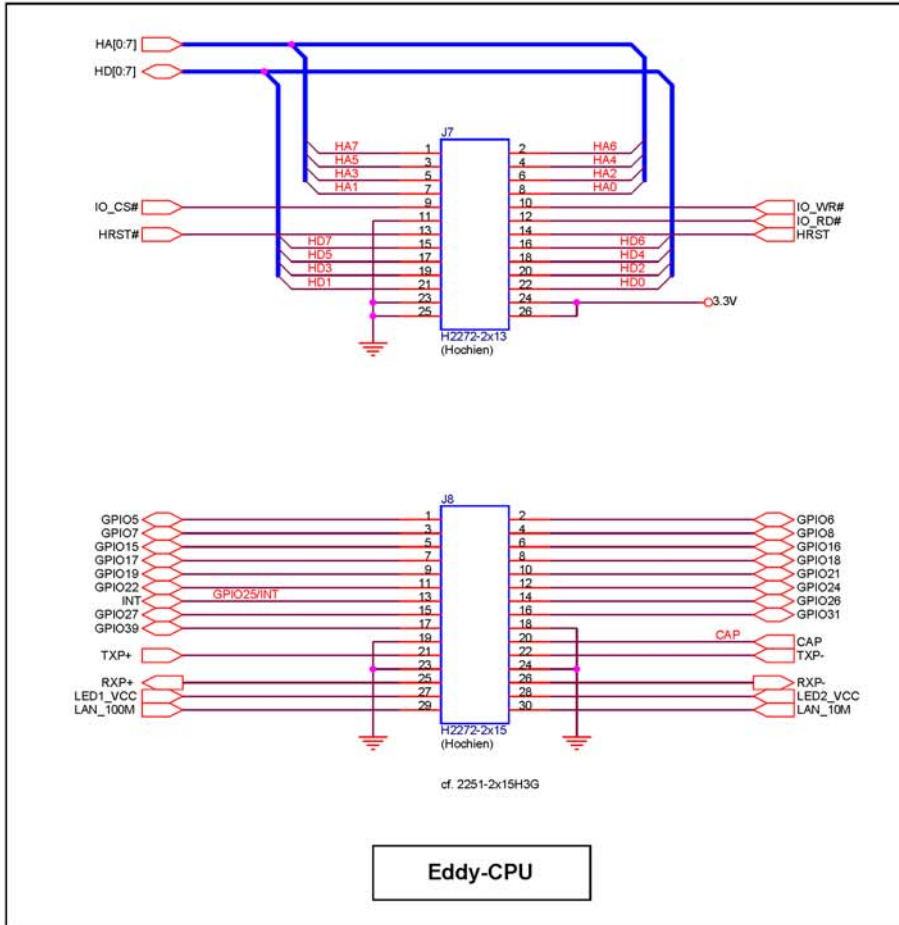 HA[0:7]
HD[0:7]
J7
HA7 1 2 HA6
HA5 3 4 HA4
HA3 5 6 HA2
HA1 7 8 HA0
IO_CS# 9 10 IO_WR#
11 12 IO_RD#
HRST# 13 14 HRST
HD7 15 16 HD6
HD5 17 18 HD4
HD3 19 20 HD2
HD1 21 22 HD0
23 24 3.3V
25 26
H2272-2x13
(Hochien)
J8
GPIO5 1 2 GPIO6
GPIO7 3 4 GPIO8
GPIO15 5 6 GPIO16
GPIO17 7 8 GPIO18
GPIO19 9 10 GPIO21
GPIO22 11 12 GPIO24
INT GPIO25/INT 13 14 GPIO26
GPIO27 15 16 GPIO31
GPIO39 17 18
19 20 CAP CAP
TXP+ 21 22 TXP-
23 24
RXP+ 25 26 RXP-
LED1_VCC 27 28 LED2_VCC
LAN_100M 29 30 LAN_10M
H2272-2x15
(Hochien)
cf. 2251-2x15H3G
Eddy-CPU